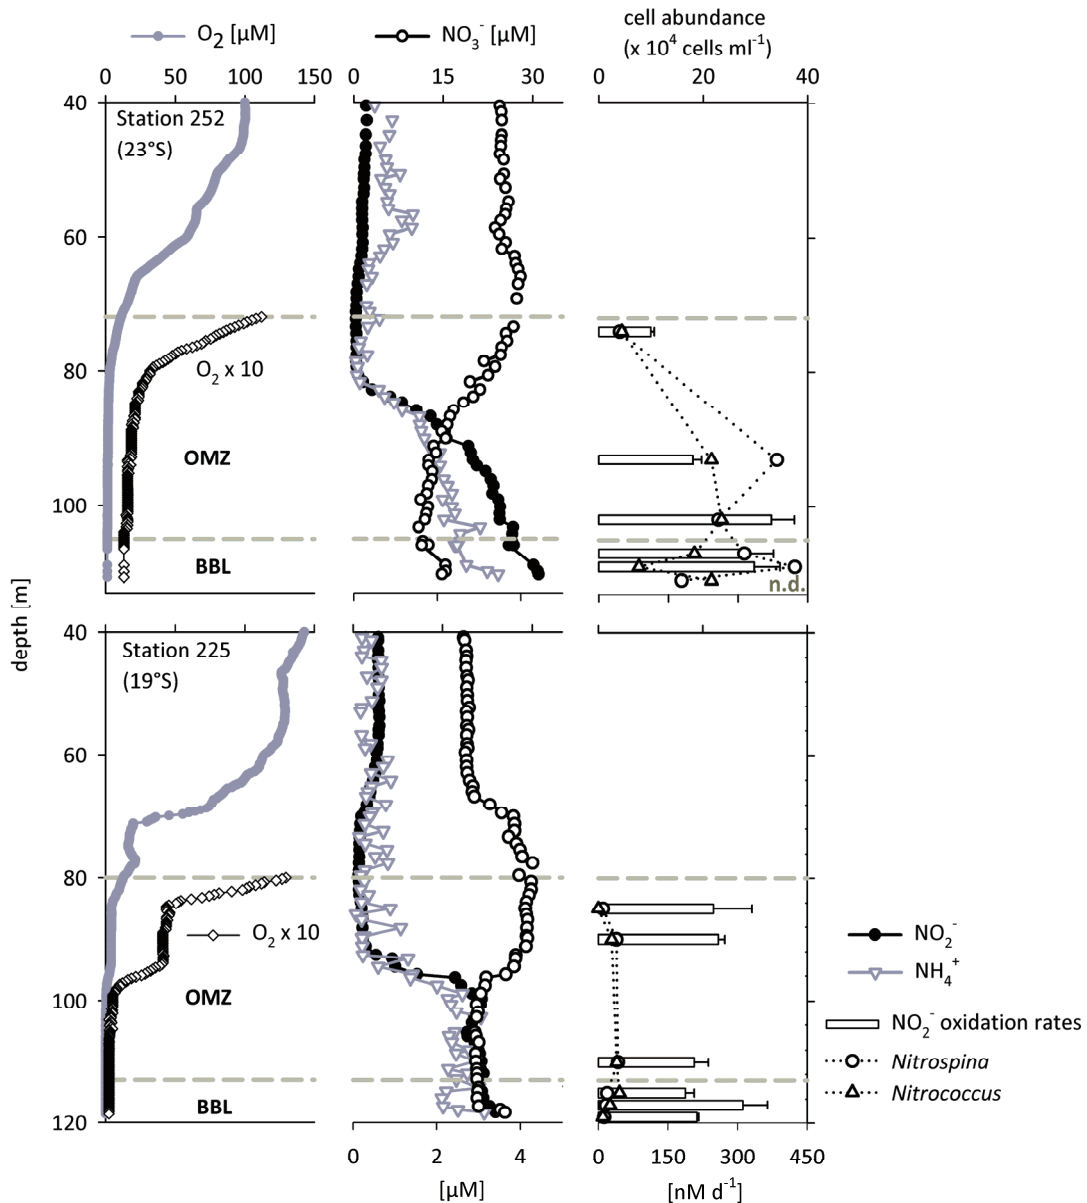 O2 [µM]
NO3⁻ [µM]
cell abundance
(x 10⁴ cells ml⁻¹)
0 50 100 150
0 15 30
0 20 40
40
Station 252
(23°S)
60
80
O2 x 10
OMZ
100
BBL
n.d.
depth [m]
40
Station 225
(19°S)
60
80
O2 x 10
NO2⁻
NH4⁺
OMZ
100
NO2⁻ oxidation rates
Nitrospina
BBL
Nitrococcus
120
0 2 4
0 150 300 450
[µM]
[nM d⁻¹]